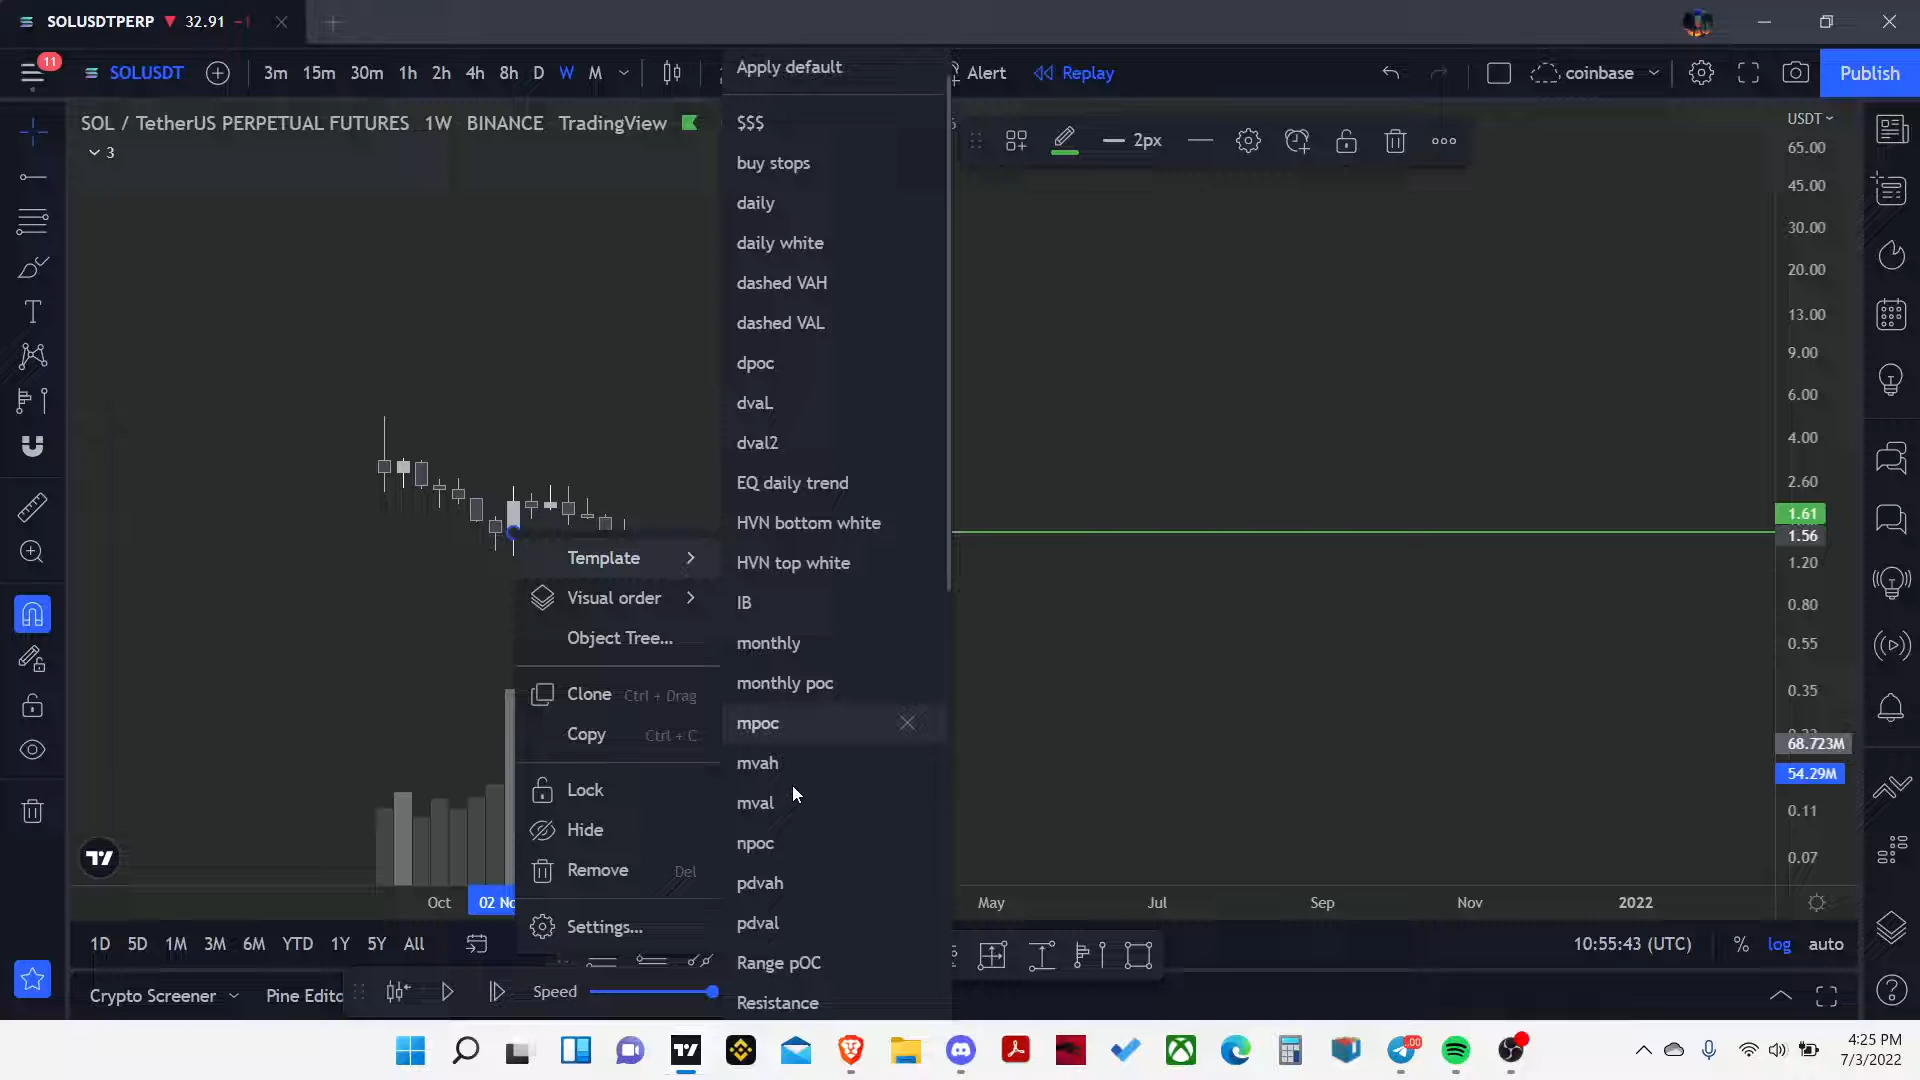 SOLUSDTPERP ▼ 32.91 −1
11
SOLUSDT 3m 15m 30m 1h 2h 4h 8h D W M
Alert Replay coinbase Publish
Apply default
$$$
buy stops
daily
daily white
dashed VAH
dashed VAL
dpoc
dvaL
dval2
EQ daily trend
HVN bottom white
HVN top white
IB
monthly
monthly poc
mpoc
mvah
mval
npoc
pdvah
pdval
Range pOC
Resistance
SOL / TetherUS PERPETUAL FUTURES 1W BINANCE TradingView
3
2px
Template
Visual order
Object Tree...
Clone Ctrl + Drag
Copy Ctrl + C
Lock
Hide
Remove Del
Settings...
USDT
65.00
45.00
30.00
20.00
13.00
9.00
6.00
4.00
2.60
1.61
1.56
1.20
0.80
0.55
0.35
68.723M
54.29M
0.11
0.07
Oct 02 No May Jul Sep Nov 2022
1D 5D 1M 3M 6M YTD 1Y 5Y All
10:55:43 (UTC) % log auto
Crypto Screener Pine Edito Speed
4:25 PM
7/3/2022